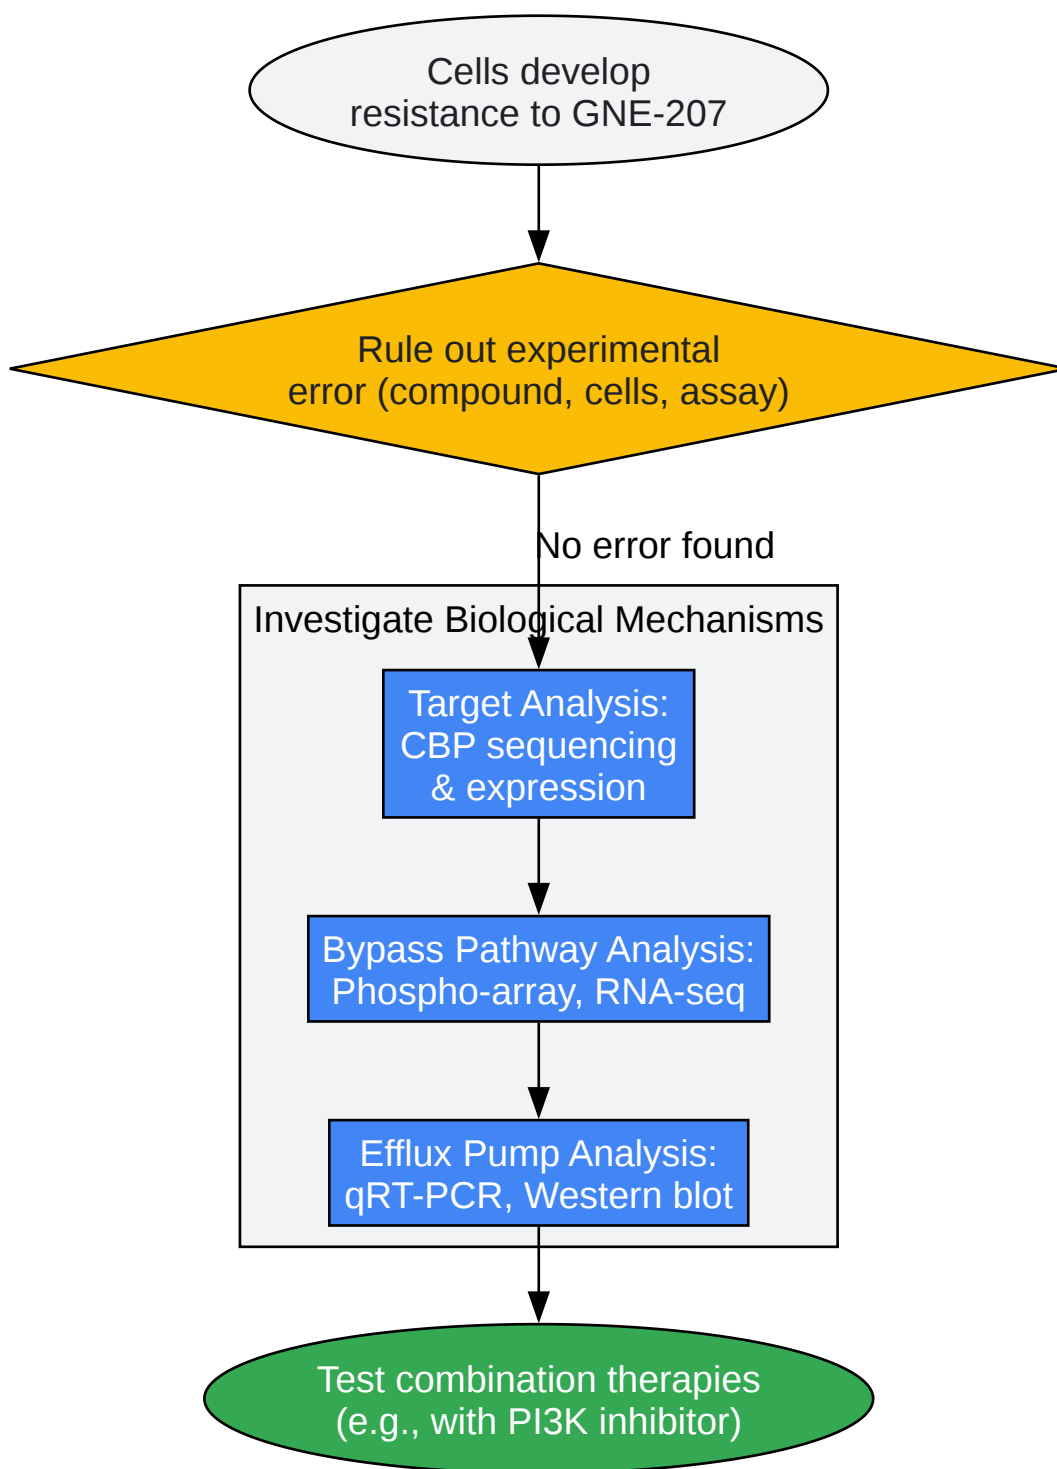 Cells develop
resistance to GNE-207
Rule out experimental
error (compound, cells, assay)
No error found
Investigate Biological Mechanisms
Target Analysis:
CBP sequencing
& expression
Bypass Pathway Analysis:
Phospho-array, RNA-seq
Efflux Pump Analysis:
qRT-PCR, Western blot
Test combination therapies
(e.g., with PI3K inhibitor)